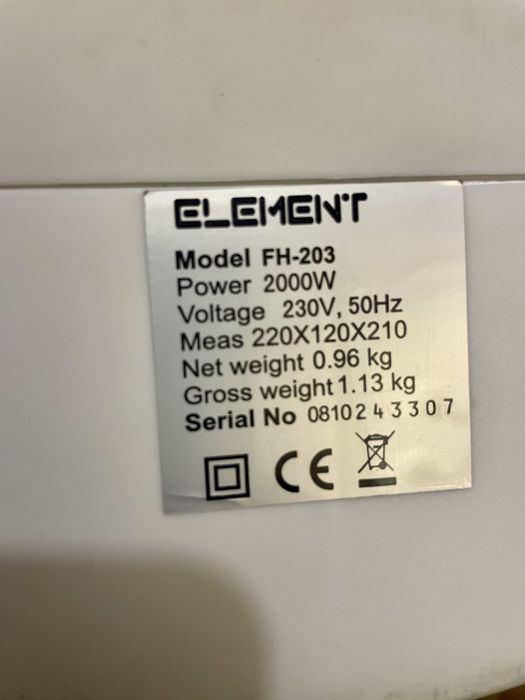 ELEMENT
Model FH-203
Power 2000W
Voltage 230V, 50Hz
Meas 220X120X210
Net weight 0.96 kg
Gross weight 1.13 kg
Serial No 0810243307
CE